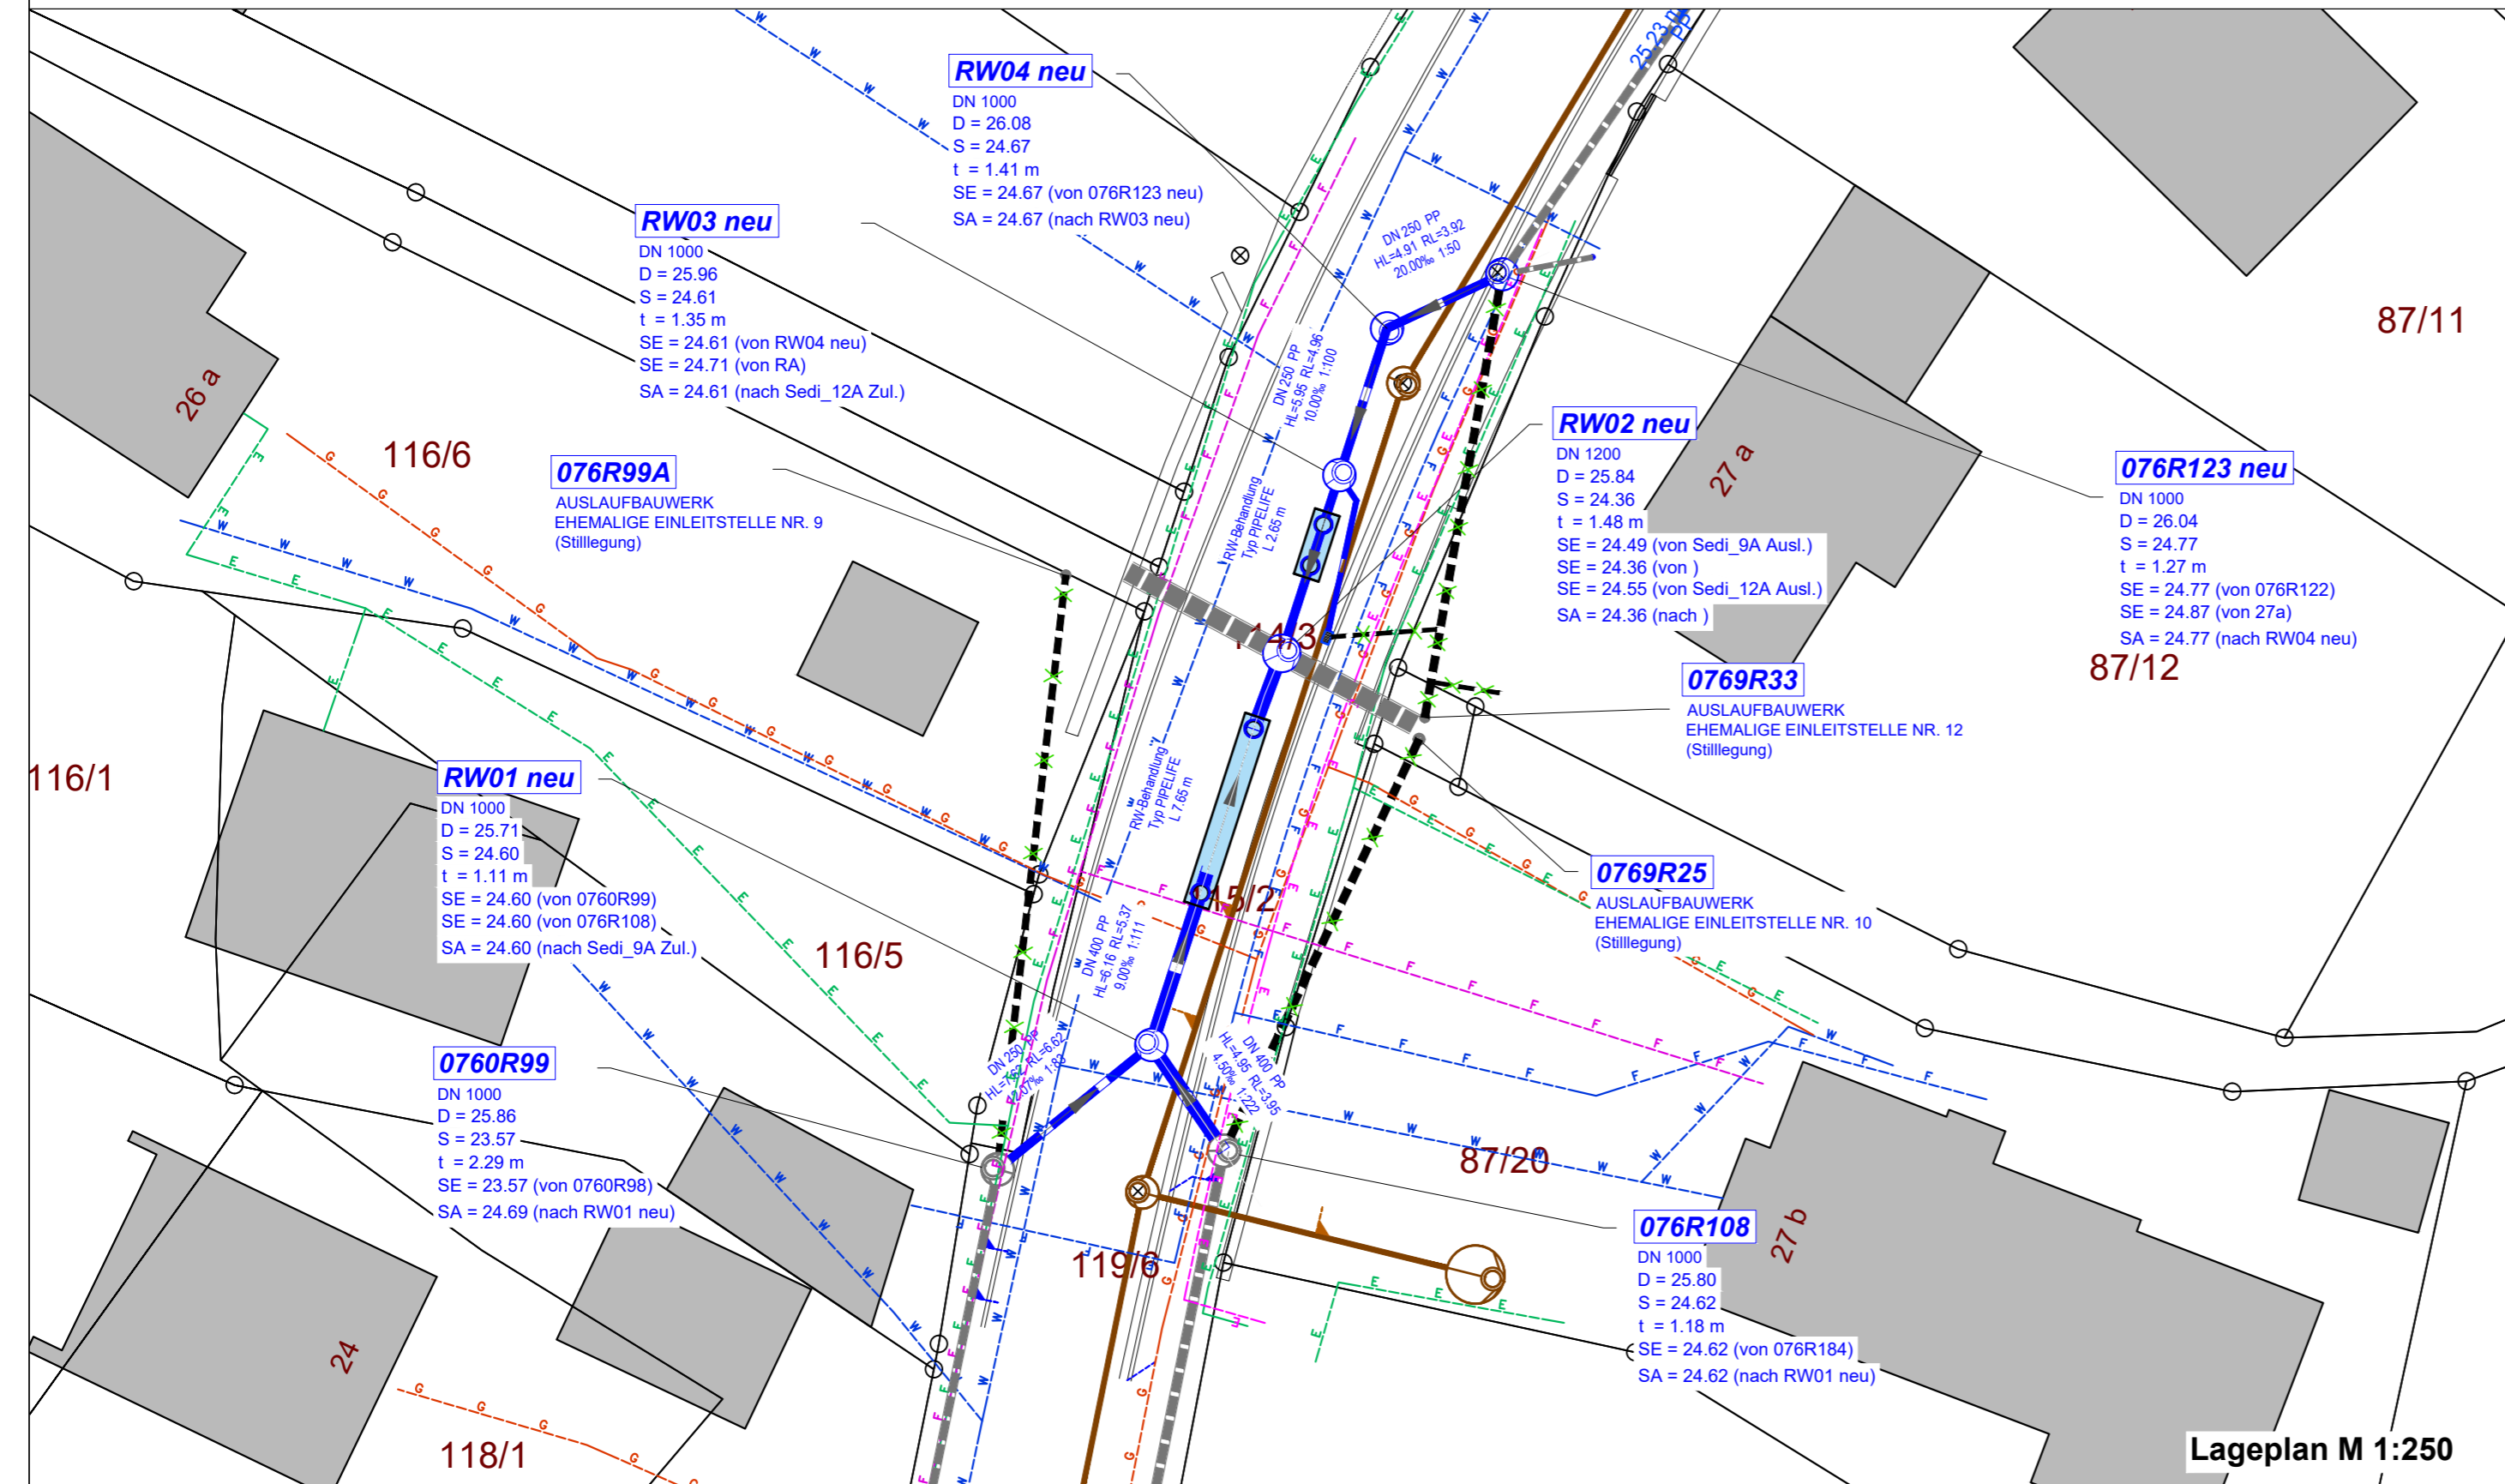 25.23 m
PP
RW04 neu
DN 1000
D = 26.08
S = 24.67
t = 1.41 m
SE = 24.67 (von 076R123 neu)
SA = 24.67 (nach RW03 neu)
RW03 neu
DN 1000
D = 25.96
S = 24.61
t = 1.35 m
SE = 24.61 (von RW04 neu)
SE = 24.71 (von RA)
SA = 24.61 (nach Sedi_12A Zul.)
DN 250 PP
HL=4.91 RL=3.92
20.00‰ 1:50
DN 250 PP
HL=5.95 RL=4.96
10.00‰ 1:100
87/11
26 a
116/6
076R99A
AUSLAUFBAUWERK
EHEMALIGE EINLEITSTELLE NR. 9
(Stilllegung)
RW-Behandlung
Typ PIPELIFE
L 2.65 m
RW02 neu
DN 1200
D = 25.84
S = 24.36
t = 1.48 m
SE = 24.49 (von Sedi_9A Ausl.)
SE = 24.36 (von )
SE = 24.55 (von Sedi_12A Ausl.)
SA = 24.36 (nach )
27 a
076R123 neu
DN 1000
D = 26.04
S = 24.77
t = 1.27 m
SE = 24.77 (von 076R122)
SE = 24.87 (von 27a)
SA = 24.77 (nach RW04 neu)
87/12
0769R33
AUSLAUFBAUWERK
EHEMALIGE EINLEITSTELLE NR. 12
(Stilllegung)
116/1
RW01 neu
DN 1000
D = 25.71
S = 24.60
t = 1.11 m
SE = 24.60 (von 0760R99)
SE = 24.60 (von 076R108)
SA = 24.60 (nach Sedi_9A Zul.)
RW-Behandlung
Typ PIPELIFE
L 7.65 m
0769R25
AUSLAUFBAUWERK
EHEMALIGE EINLEITSTELLE NR. 10
(Stilllegung)
116/5
DN 400 PP
HL=6.16 RL=5.37
9.00‰ 1:111
DN 250 PP
DN 400 PP
HL=4.95 RL=3.95
4.50‰ 1:222
0760R99
DN 1000
D = 25.86
S = 23.57
t = 2.29 m
SE = 23.57 (von 0760R98)
SA = 24.69 (nach RW01 neu)
87/20
119/6
27 b
076R108
DN 1000
D = 25.80
S = 24.62
t = 1.18 m
SE = 24.62 (von 076R184)
SA = 24.62 (nach RW01 neu)
24
118/1
Lageplan M 1:250